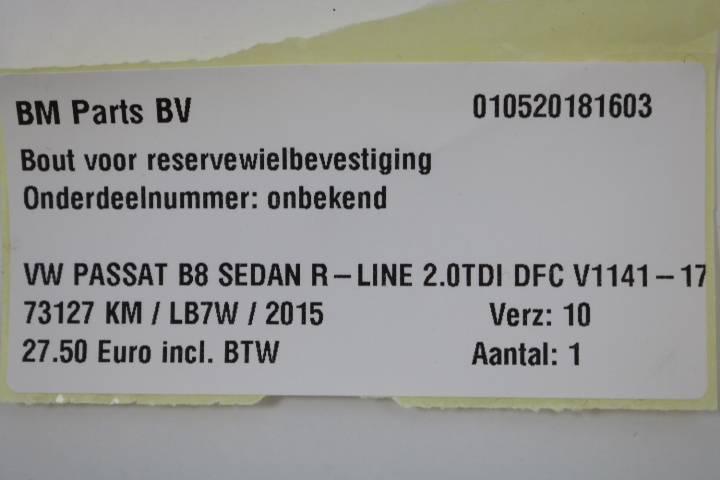 BM Parts BV 010520181603
Bout voor reservewielbevestiging
Onderdeelnummer: onbekend
VW PASSAT B8 SEDAN R-LINE 2.0TDI DFC V1141-17
73127 KM / LB7W / 2015 Verz: 10
27.50 Euro incl. BTW Aantal: 1